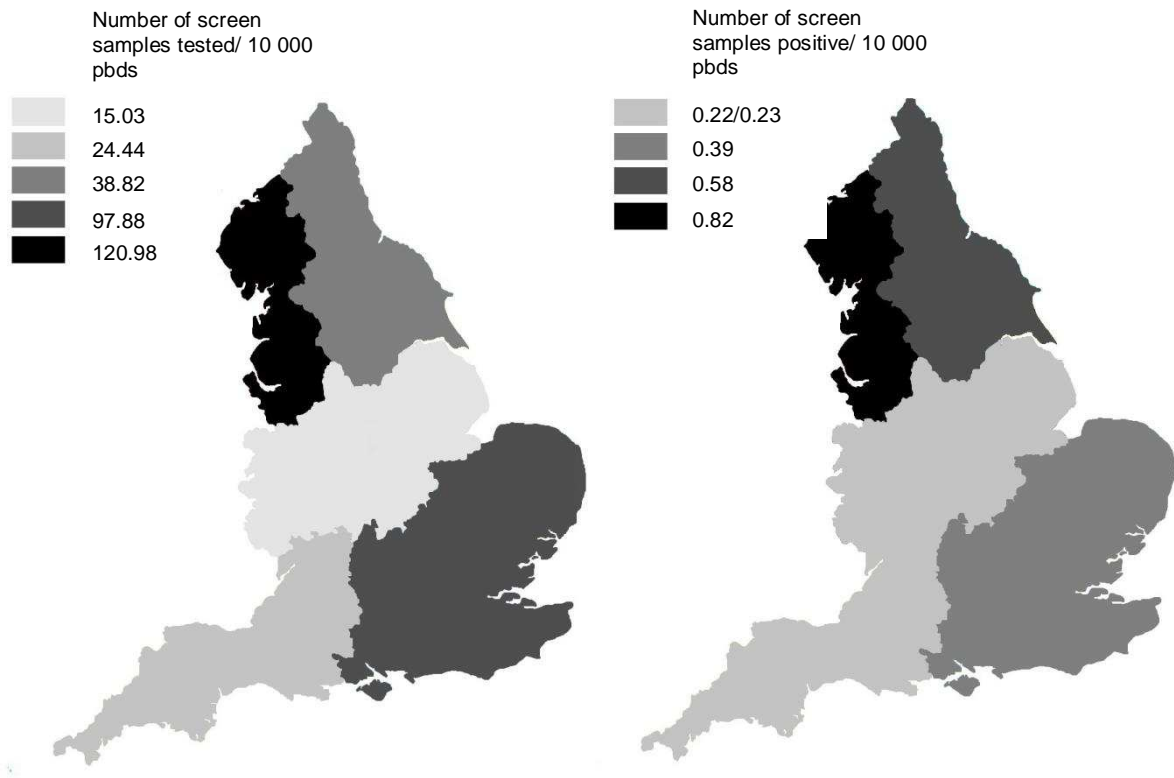 Number of screen
samples tested/ 10 000
pbds
15.03
24.44
38.82
97.88
120.98
Number of screen
samples positive/ 10 000
pbds
0.22/0.23
0.39
0.58
0.82